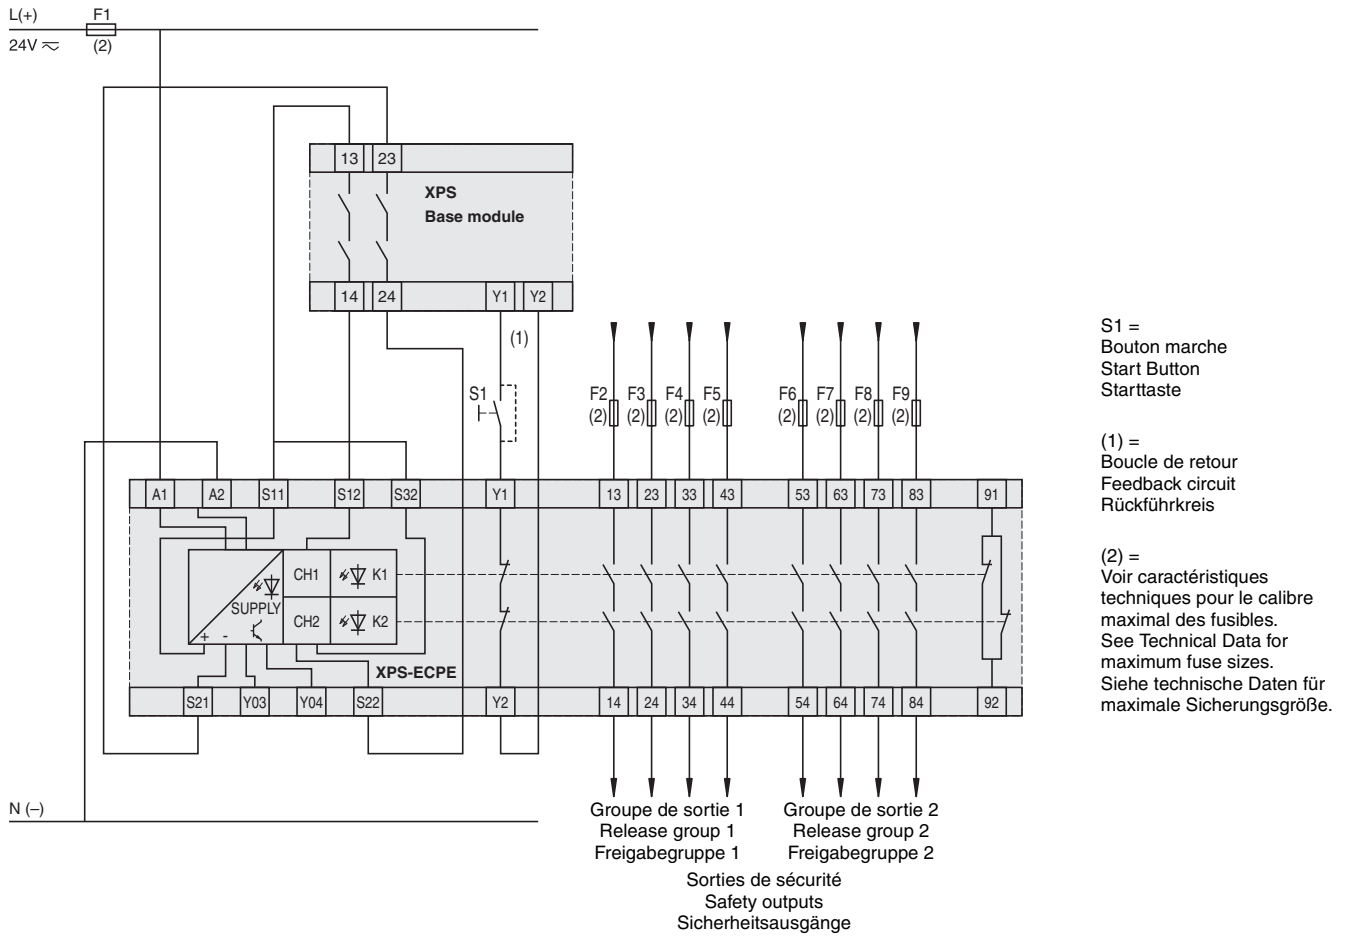 L(+)
F1
24V
(2)
13 23
XPS
Base module
14 24 Y1 Y2
(1)
S1
F2 F3 F4 F5 F6 F7 F8 F9
(2) (2) (2) (2) (2) (2) (2) (2)
A1 A2 S11 S12 S32 Y1 13 23 33 43 53 63 73 83 91
CH1 K1
SUPPLY
CH2 K2
+ -
XPS-ECPE
S21 Y03 Y04 S22 Y2 14 24 34 44 54 64 74 84 92
N (–)
Groupe de sortie 1
Release group 1
Freigabegruppe 1
Groupe de sortie 2
Release group 2
Freigabegruppe 2
Sorties de sécurité
Safety outputs
Sicherheitsausgänge
S1 =
Bouton marche
Start Button
Starttaste
(1) =
Boucle de retour
Feedback circuit
Rückführkreis
(2) =
Voir caractéristiques
techniques pour le calibre
maximal des fusibles.
See Technical Data for
maximum fuse sizes.
Siehe technische Daten für
maximale Sicherungsgröße.